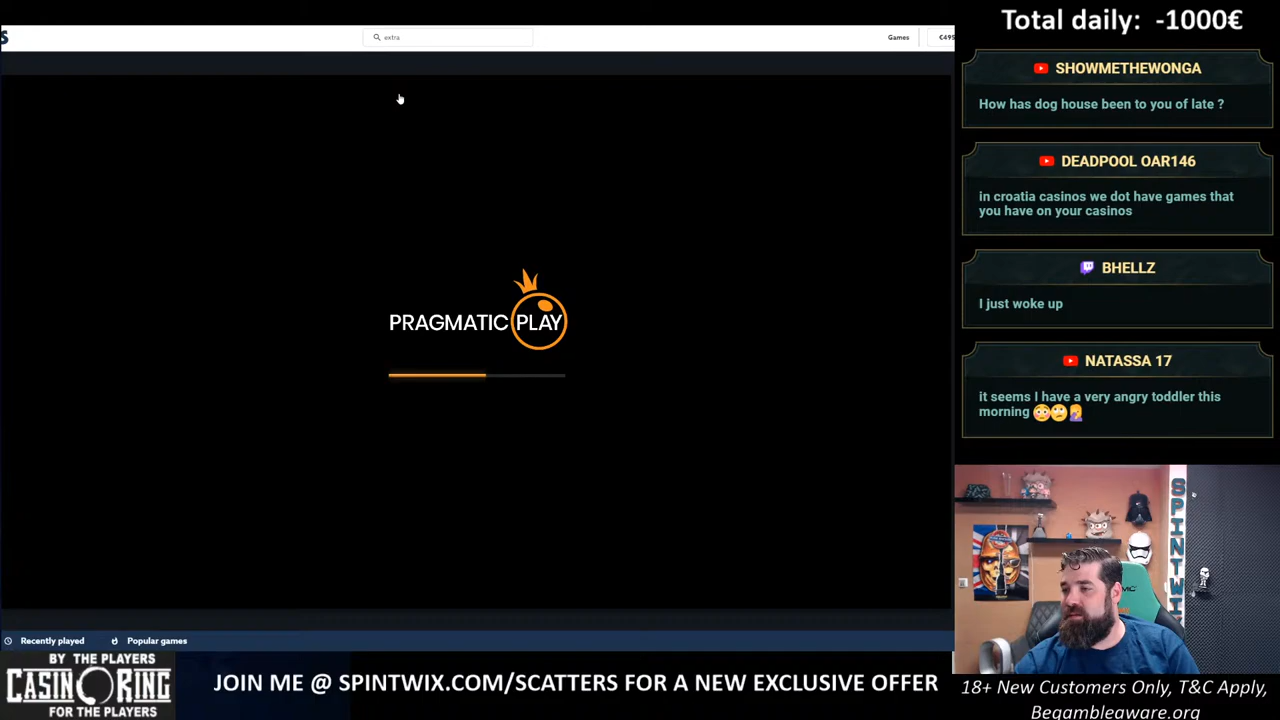 S
extra
Games
€495
PRAGMATIC PLAY
Recently played
Popular games
BY THE PLAYERS
CASINO RING
FOR THE PLAYERS
JOIN ME @ SPINTWIX.COM/SCATTERS FOR A NEW EXCLUSIVE OFFER
Total daily: -1000€
SHOWMETHEWONGA
How has dog house been to you of late ?
DEADPOOL OAR146
in croatia casinos we dot have games that
you have on your casinos
BHELLZ
I just woke up
NATASSA 17
it seems I have a very angry toddler this
morning 😳🙄🤦‍♀️
SPINTWI
18+ New Customers Only, T&C Apply,
Begambleaware.org